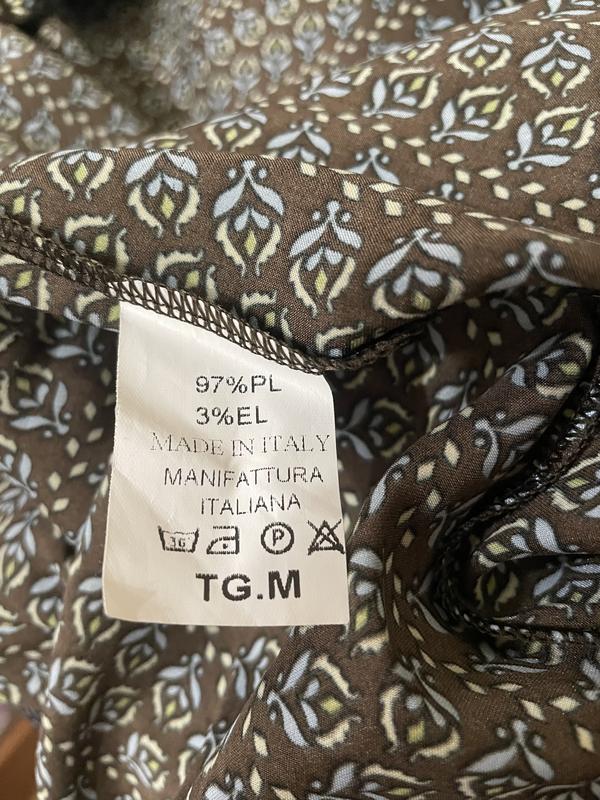 97%PL
3%EL
MADE IN ITALY
MANIFATTURA
ITALIANA
30 P
TG.M